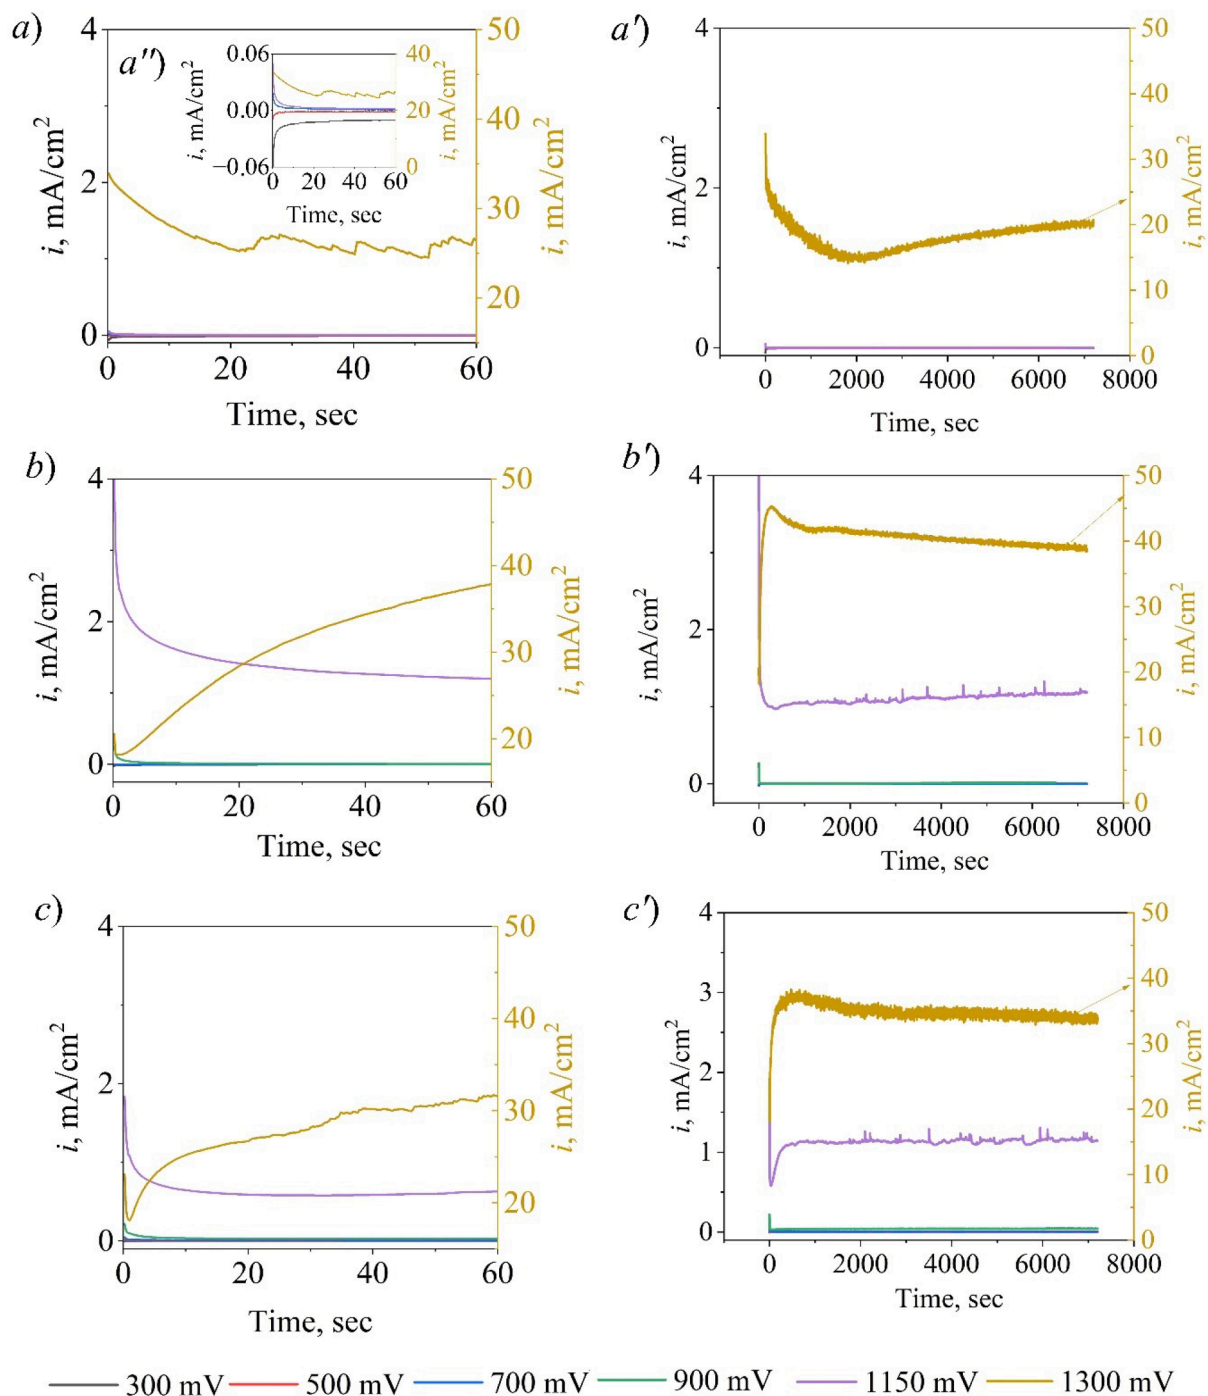 a)
a'')
4
2
0
i, mA/cm²
50
40
30
20
i, mA/cm²
0 20 40 60
Time, sec
0.06
0.00
−0.06
i, mA/cm²
40
20
0
i, mA/cm²
0 20 40 60
Time, sec
a')
4
2
0
i, mA/cm²
50
40
30
20
10
0
i, mA/cm²
0 2000 4000 6000 8000
Time, sec
b)
4
2
0
i, mA/cm²
50
40
30
20
i, mA/cm²
0 20 40 60
Time, sec
b')
4
2
0
i, mA/cm²
50
40
30
20
10
0
i, mA/cm²
0 2000 4000 6000 8000
Time, sec
c)
4
2
0
i, mA/cm²
50
40
30
20
i, mA/cm²
0 20 40 60
Time, sec
c')
4
3
2
1
0
i, mA/cm²
50
40
30
20
10
0
i, mA/cm²
0 2000 4000 6000 8000
Time, sec
300 mV 500 mV 700 mV 900 mV 1150 mV 1300 mV